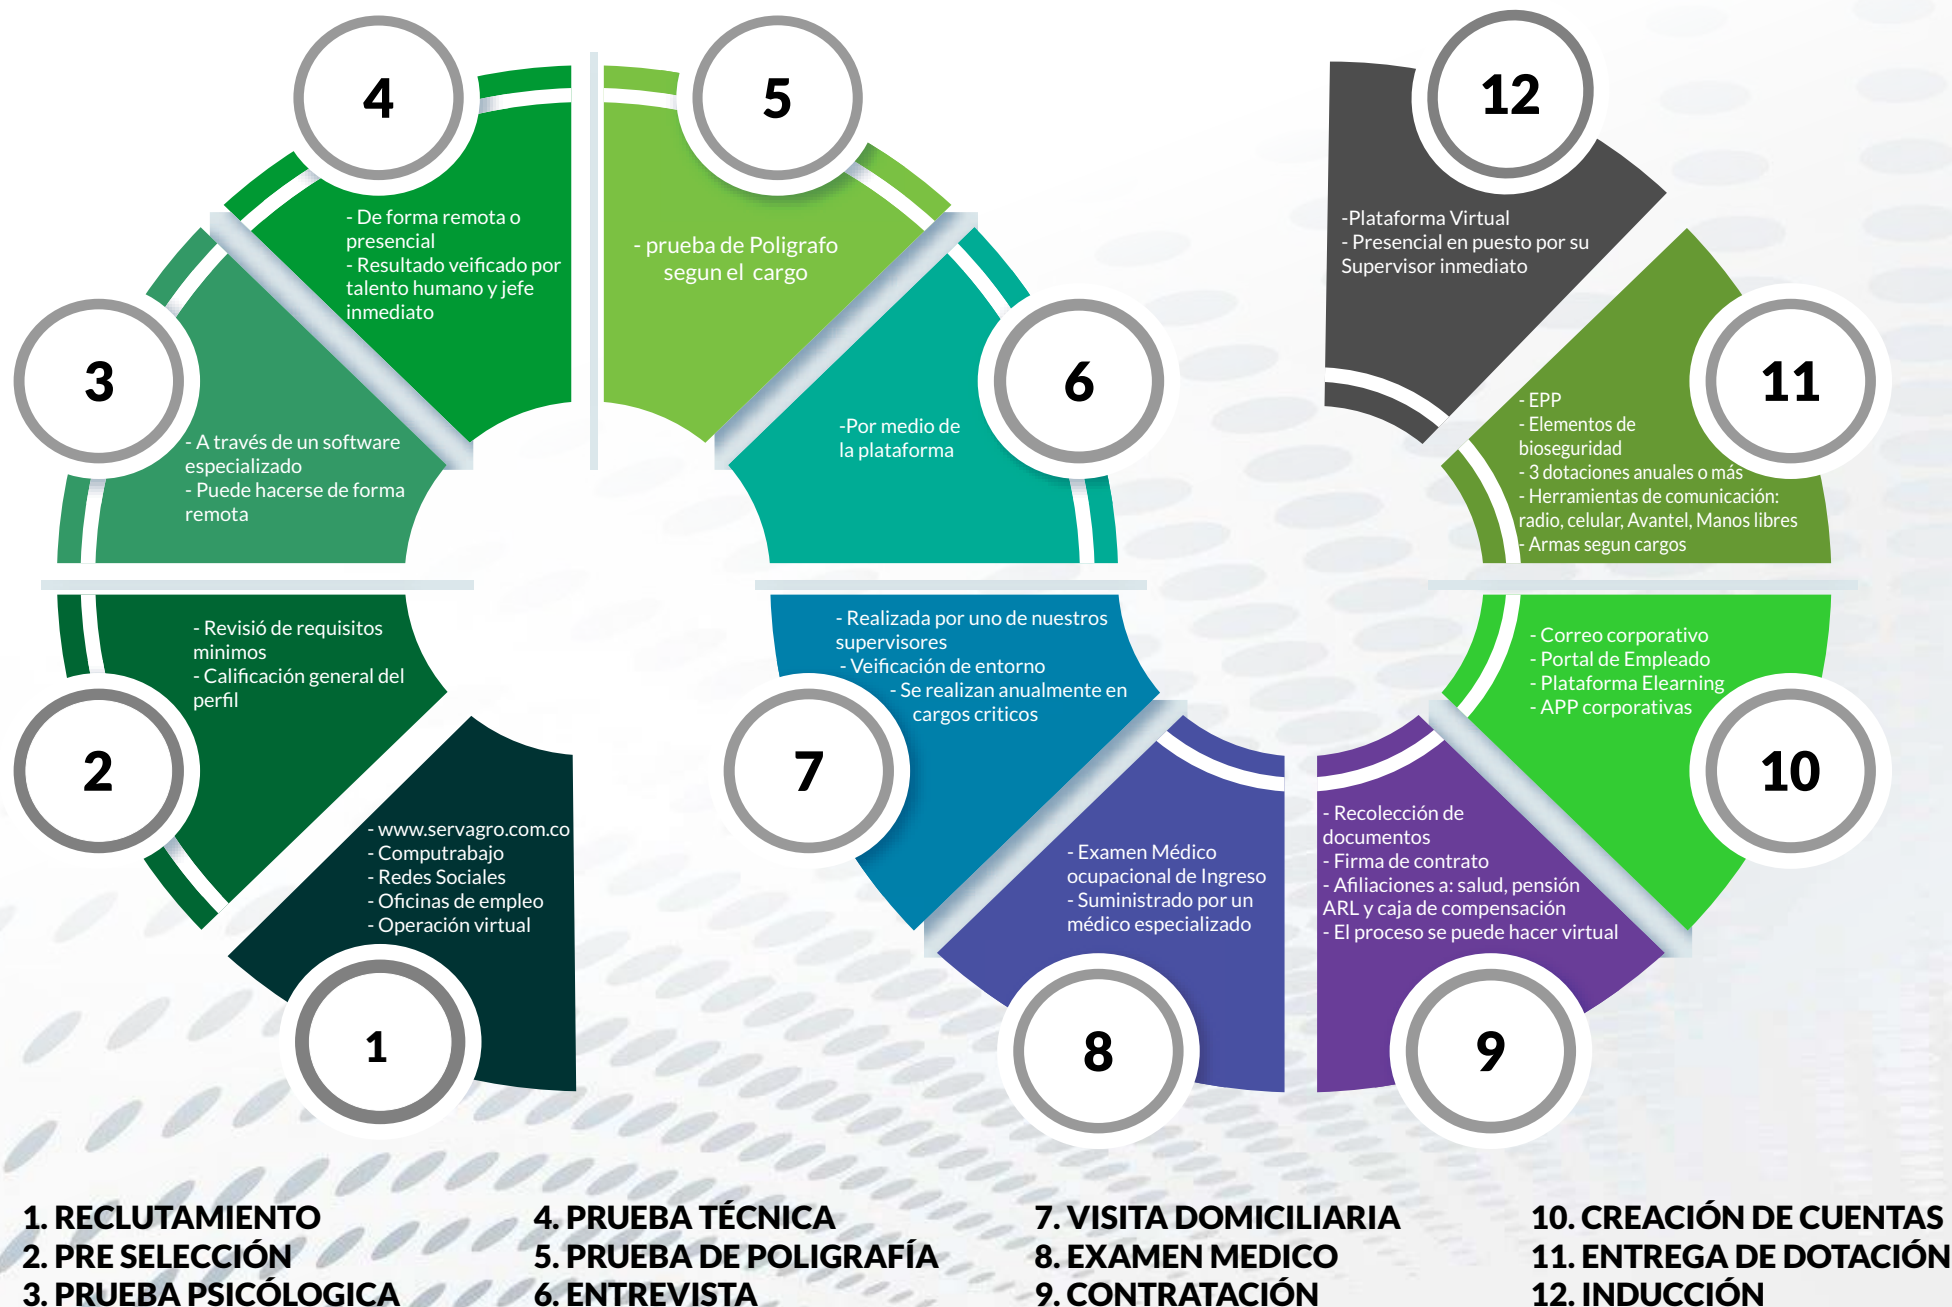 1
- www.servagro.com.co
- Computrabajo
- Redes Sociales
- Oficinas de empleo
- Operación virtual
2
- Revisió de requisitos
minimos
- Calificación general del
perfil
3
- A través de un software
especializado
- Puede hacerse de forma
remota
4
- De forma remota o
presencial
- Resultado veificado por
talento humano y jefe
inmediato
5
- prueba de Poligrafo
segun el cargo
6
-Por medio de
la plataforma
7
- Realizada por uno de nuestros
supervisores
- Veificación de entorno
- Se realizan anualmente en
cargos criticos
8
- Examen Médico
ocupacional de Ingreso
- Suministrado por un
médico especializado
9
- Recolección de
documentos
- Firma de contrato
- Afiliaciones a: salud, pensión
ARL y caja de compensación
- El proceso se puede hacer virtual
10
- Correo corporativo
- Portal de Empleado
- Plataforma Elearning
- APP corporativas
11
- EPP
- Elementos de
bioseguridad
- 3 dotaciones anuales o más
- Herramientas de comunicación:
radio, celular, Avantel, Manos libres
- Armas segun cargos
12
-Plataforma Virtual
- Presencial en puesto por su
Supervisor inmediato
1. RECLUTAMIENTO
2. PRE SELECCIÓN
3. PRUEBA PSICÓLOGICA
4. PRUEBA TÉCNICA
5. PRUEBA DE POLIGRAFÍA
6. ENTREVISTA
7. VISITA DOMICILIARIA
8. EXAMEN MEDICO
9. CONTRATACIÓN
10. CREACIÓN DE CUENTAS
11. ENTREGA DE DOTACIÓN
12. INDUCCIÓN